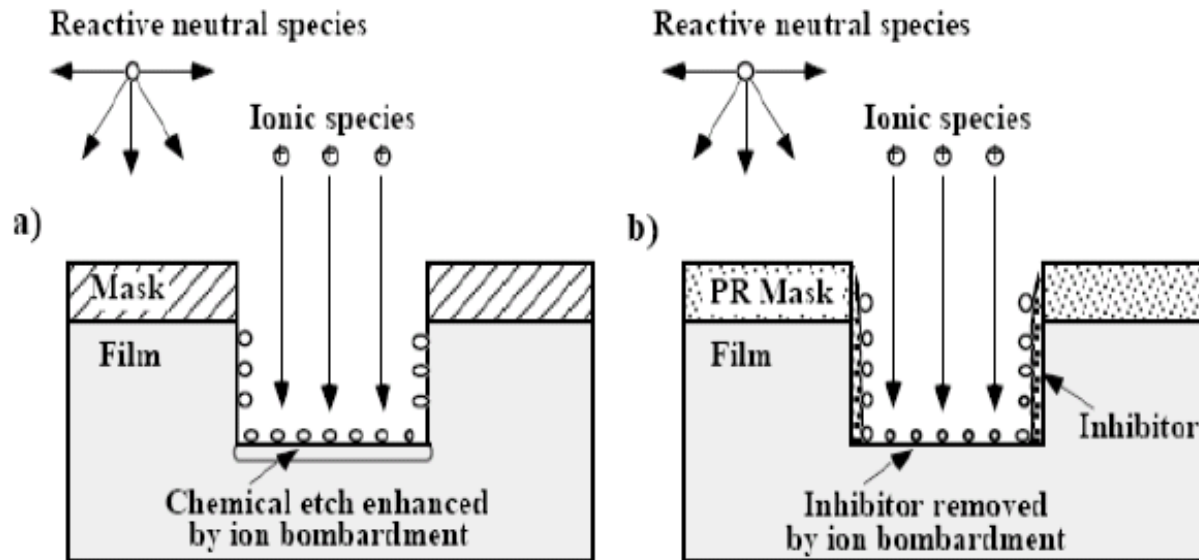 Reactive neutral species
Ionic species
a)
Mask
Film
Chemical etch enhanced
by ion bombardment
Reactive neutral species
Ionic species
b)
PR Mask
Film
Inhibitor
Inhibitor removed
by ion bombardment